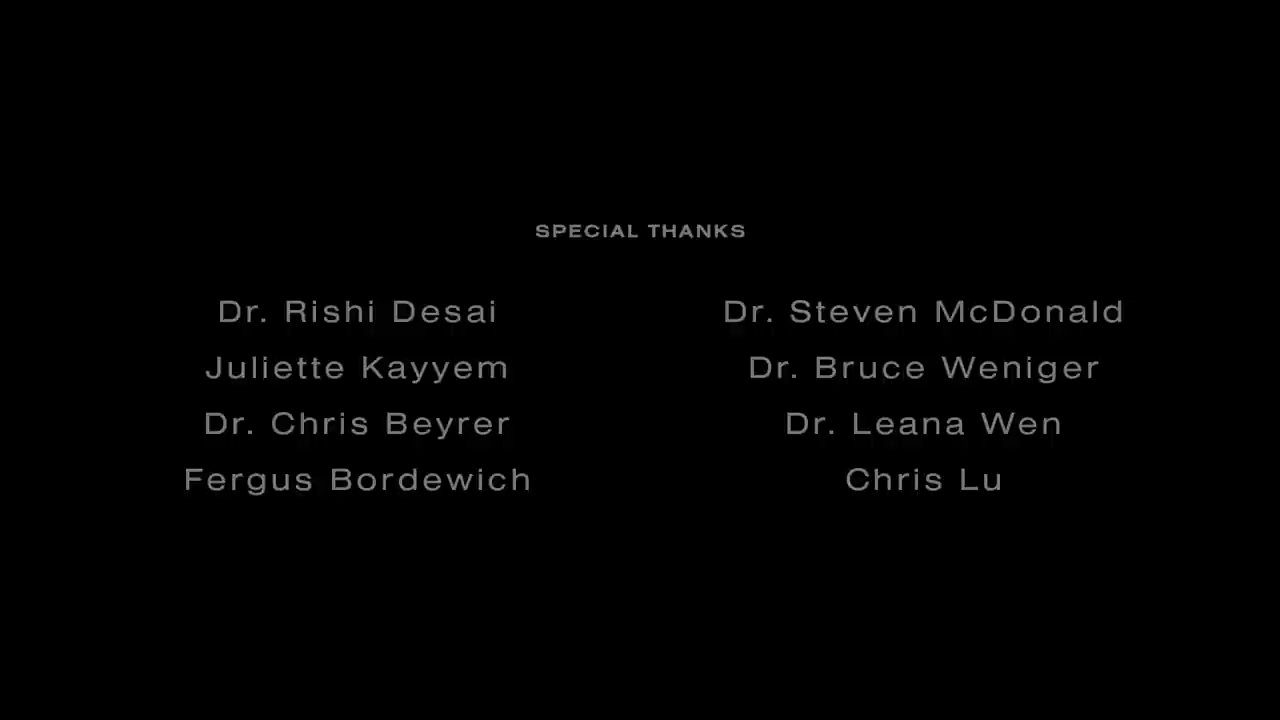 SPECIAL THANKS
Dr. Rishi Desai
Juliette Kayyem
Dr. Chris Beyrer
Fergus Bordewich
Dr. Steven McDonald
Dr. Bruce Weniger
Dr. Leana Wen
Chris Lu